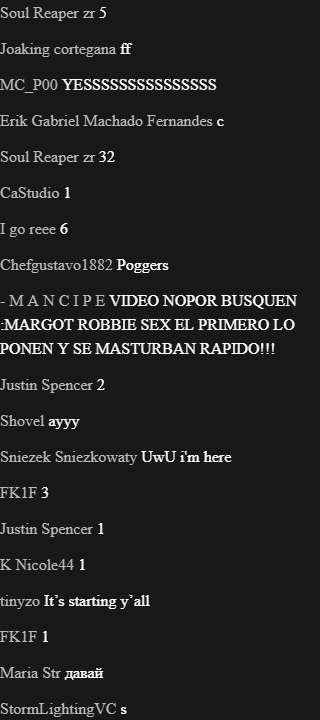 Soul Reaper zr 5
Joaking cortegana ff
MC_P00 YESSSSSSSSSSSSSSS
Erik Gabriel Machado Fernandes c
Soul Reaper zr 32
CaStudio 1
I go reee 6
Chefgustavo1882 Poggers
- M A N C I P E VIDEO NOPOR BUSQUEN
:MARGOT ROBBIE SEX EL PRIMERO LO
PONEN Y SE MASTURBAN RAPIDO!!!
Justin Spencer 2
Shovel ayyy
Sniezek Sniezkowaty UwU i'm here
FK1F 3
Justin Spencer 1
K Nicole44 1
tinyzo It's starting y'all
FK1F 1
Maria Str давай
StormLightingVC s